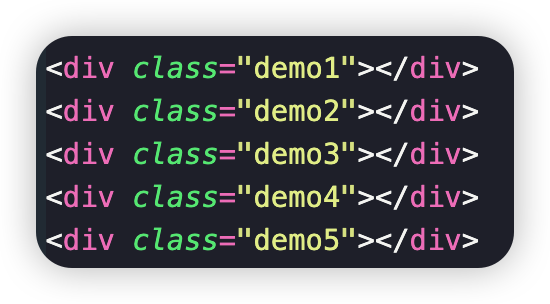 <div class="demo1"></div>
<div class="demo2"></div>
<div class="demo3"></div>
<div class="demo4"></div>
<div class="demo5"></div>